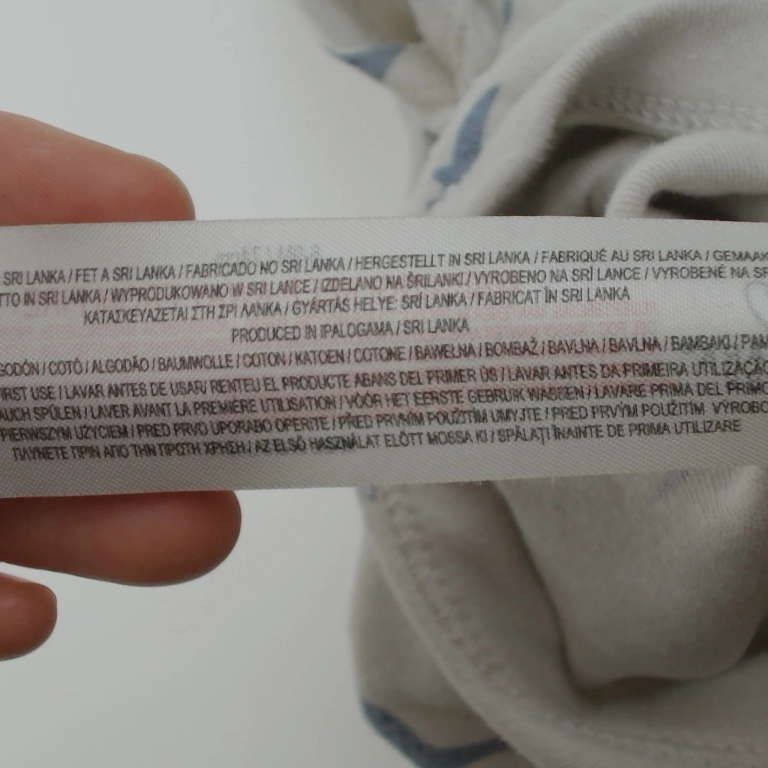 SRI LANKA / FET A SRI LANKA / FABRICADO NO SRI LANKA / HERGESTELLT IN SRI LANKA / FABRIQUÉ AU SRI LANKA / GEMAAK
TTO IN SRI LANKA / WYPRODUKOWANO W SRI LANCE / IZDELANO NA ŠRILANKI / VYROBENO NA SRÍ LANCE / VYROBENÉ NA SR
ΚΑΤΑΣΚΕΥΑΖΕΤΑΙ ΣΤΗ ΣΡΙ ΛΑΝΚΑ / GYÁRTÁS HELYE: SRÍ LANKA / FABRICAT ÎN SRI LANKA
PRODUCED IN IPALOGAMA / SRI LANKA
GODÓN / COTÓ / ALGODÃO / BAUMWOLLE / COTON / KATOEN / COTONE / BAWEŁNA / BOMBAŽ / BAVLNA / BAVLNA / BAMBAKI / PAM
IRST USE / LAVAR ANTES DE USAR/ RENTEU EL PRODUCTE ABANS DEL PRIMER ÚS / LAVAR ANTES DA PRIMEIRA UTILIZAÇÃO
AUCH SPÜLEN / LAVER AVANT LA PREMIÈRE UTILISATION / VÓÓR HET EERSTE GEBRUIK WASSEN / LAVARE PRIMA DEL PRIMO
PIERWSZYM UŻYCIEM / PRED PRVO UPORABO OPERITE / PŘED PRVNÍM POUŽITÍM UMYJTE / PRED PRVÝM POUŽITÍM VÝROBO
ΠΛΥΝΕΤΕ ΠΡΙΝ ΑΠΟ ΤΗΝ ΠΡΩΤΗ ΧΡΗΣΗ / AZ ELSŐ HASZNÁLAT ELŐTT MOSSA KI / SPĂLAȚI ÎNAINTE DE PRIMA UTILIZARE